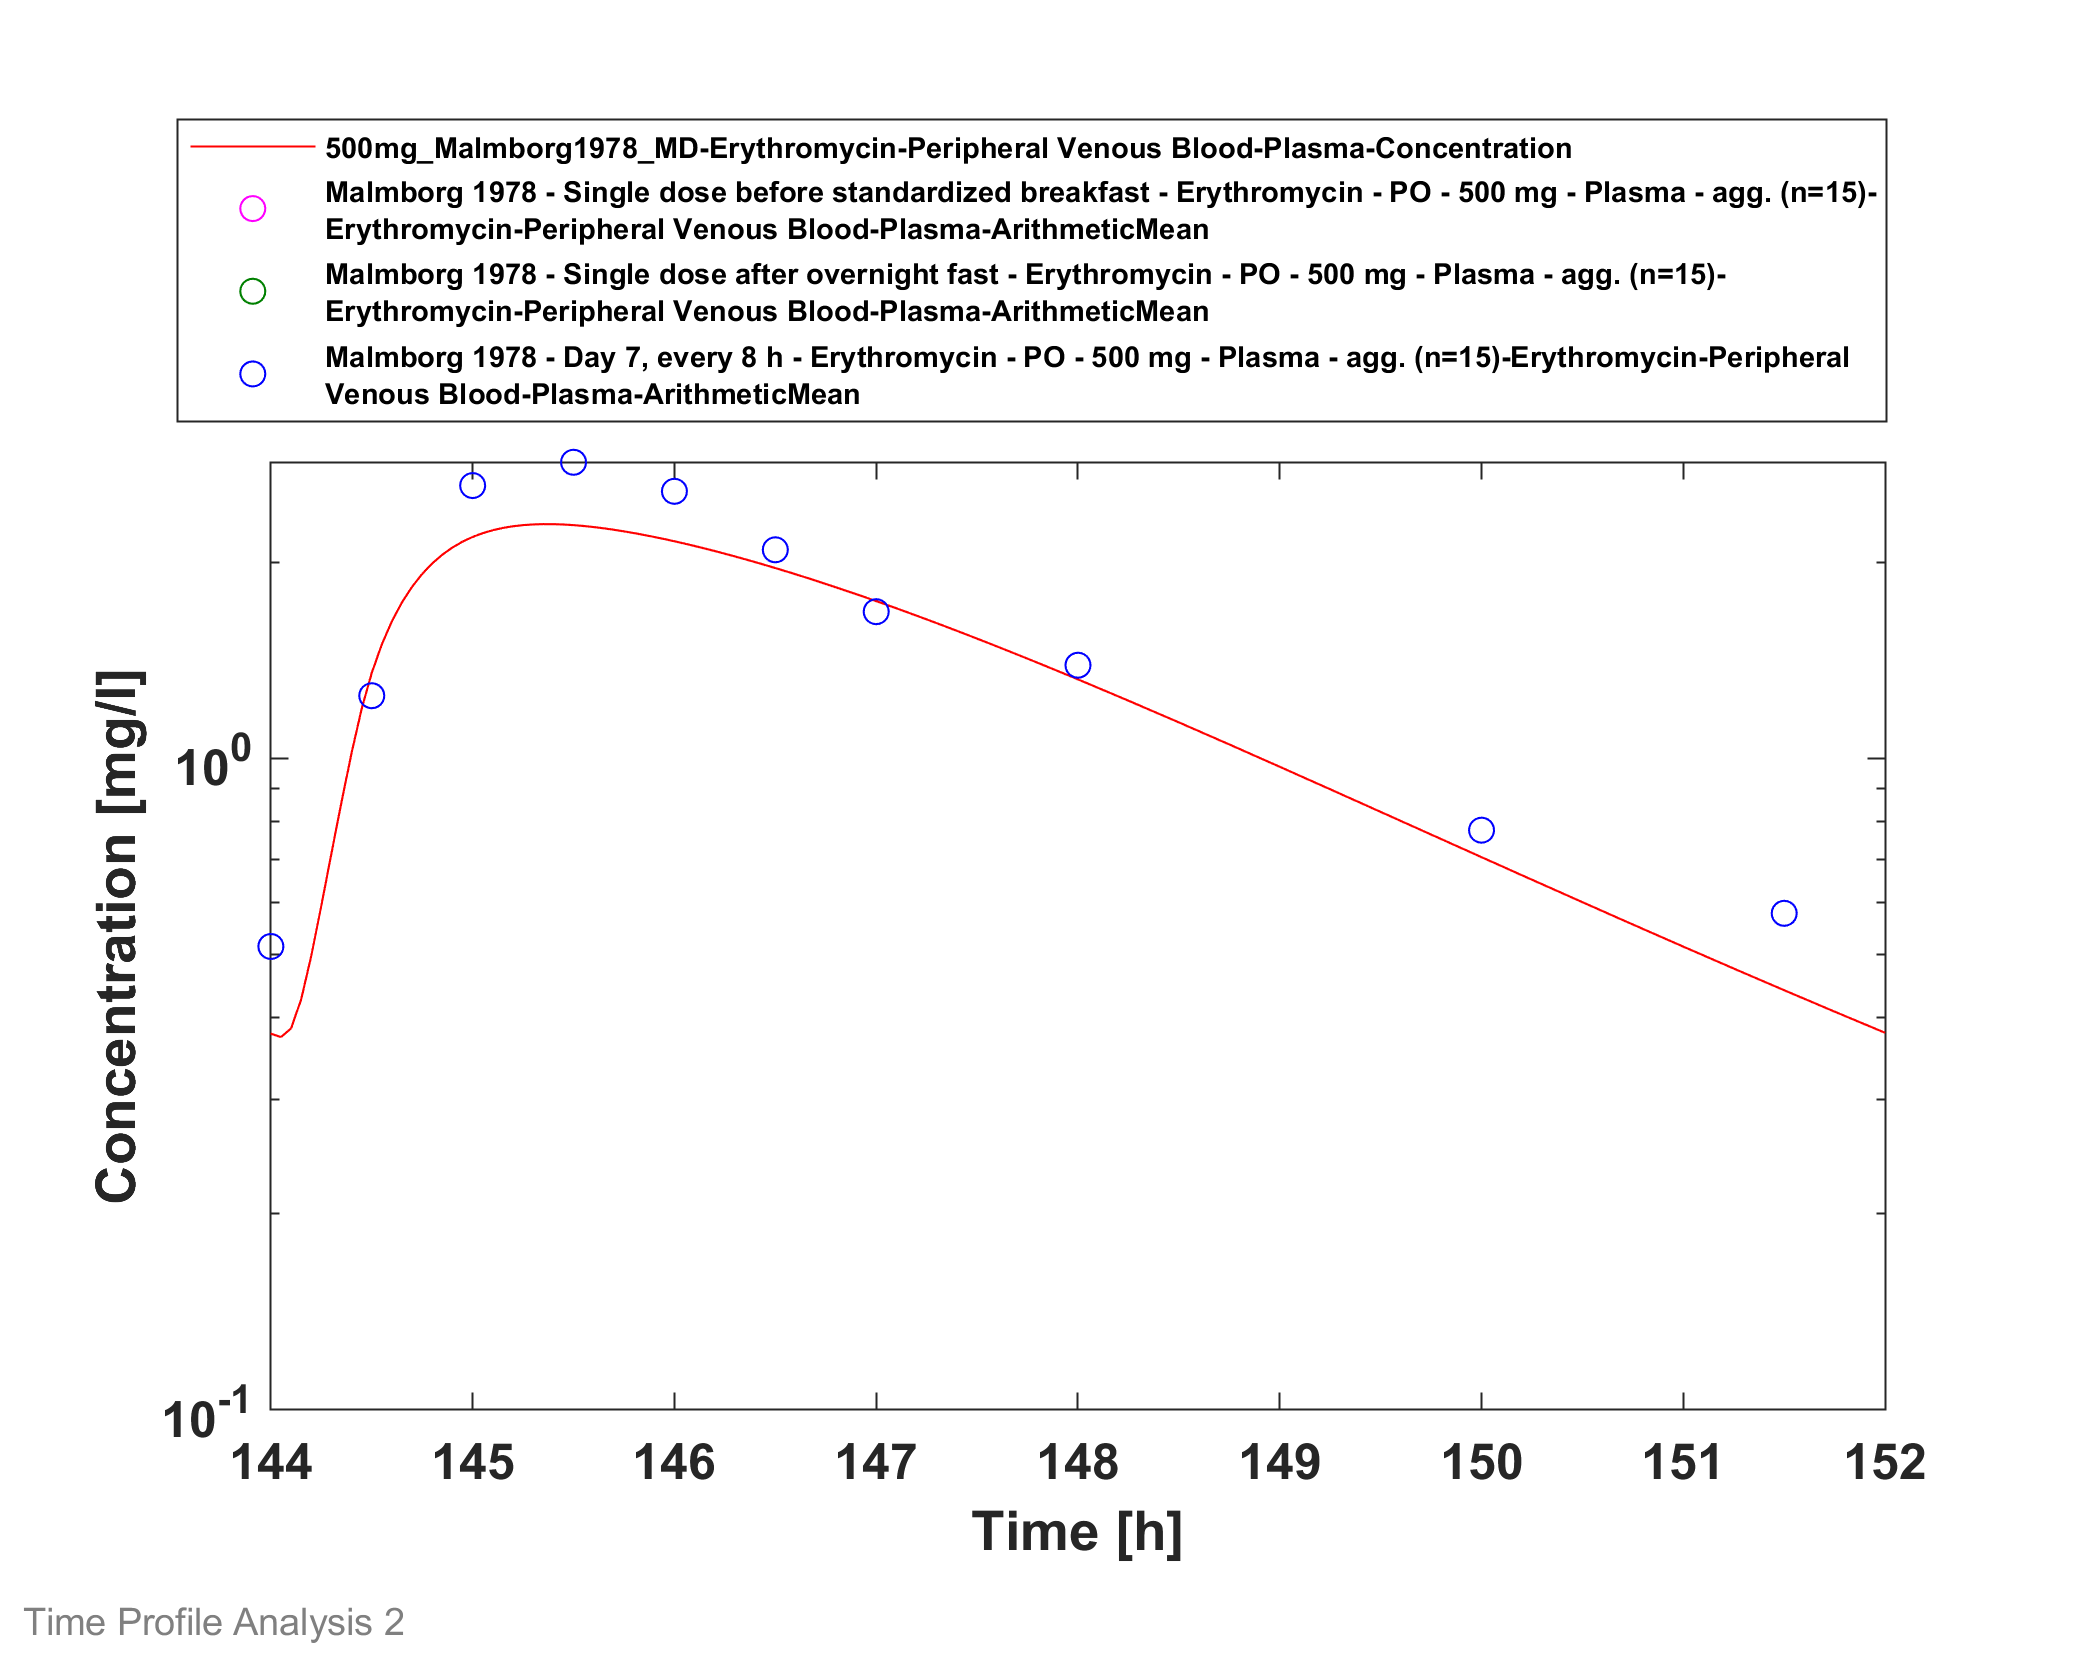 500mg_Malmborg1978_MD-Erythromycin-Peripheral Venous Blood-Plasma-Concentration
Malmborg 1978 - Single dose before standardized breakfast - Erythromycin - PO - 500 mg - Plasma - agg. (n=15)-
Erythromycin-Peripheral Venous Blood-Plasma-ArithmeticMean
Malmborg 1978 - Single dose after overnight fast - Erythromycin - PO - 500 mg - Plasma - agg. (n=15)-
Erythromycin-Peripheral Venous Blood-Plasma-ArithmeticMean
Malmborg 1978 - Day 7, every 8 h - Erythromycin - PO - 500 mg - Plasma - agg. (n=15)-Erythromycin-Peripheral
Venous Blood-Plasma-ArithmeticMean
Concentration [mg/l]
10^0
10^-1
144 145 146 147 148 149 150 151 152
Time [h]
Time Profile Analysis 2